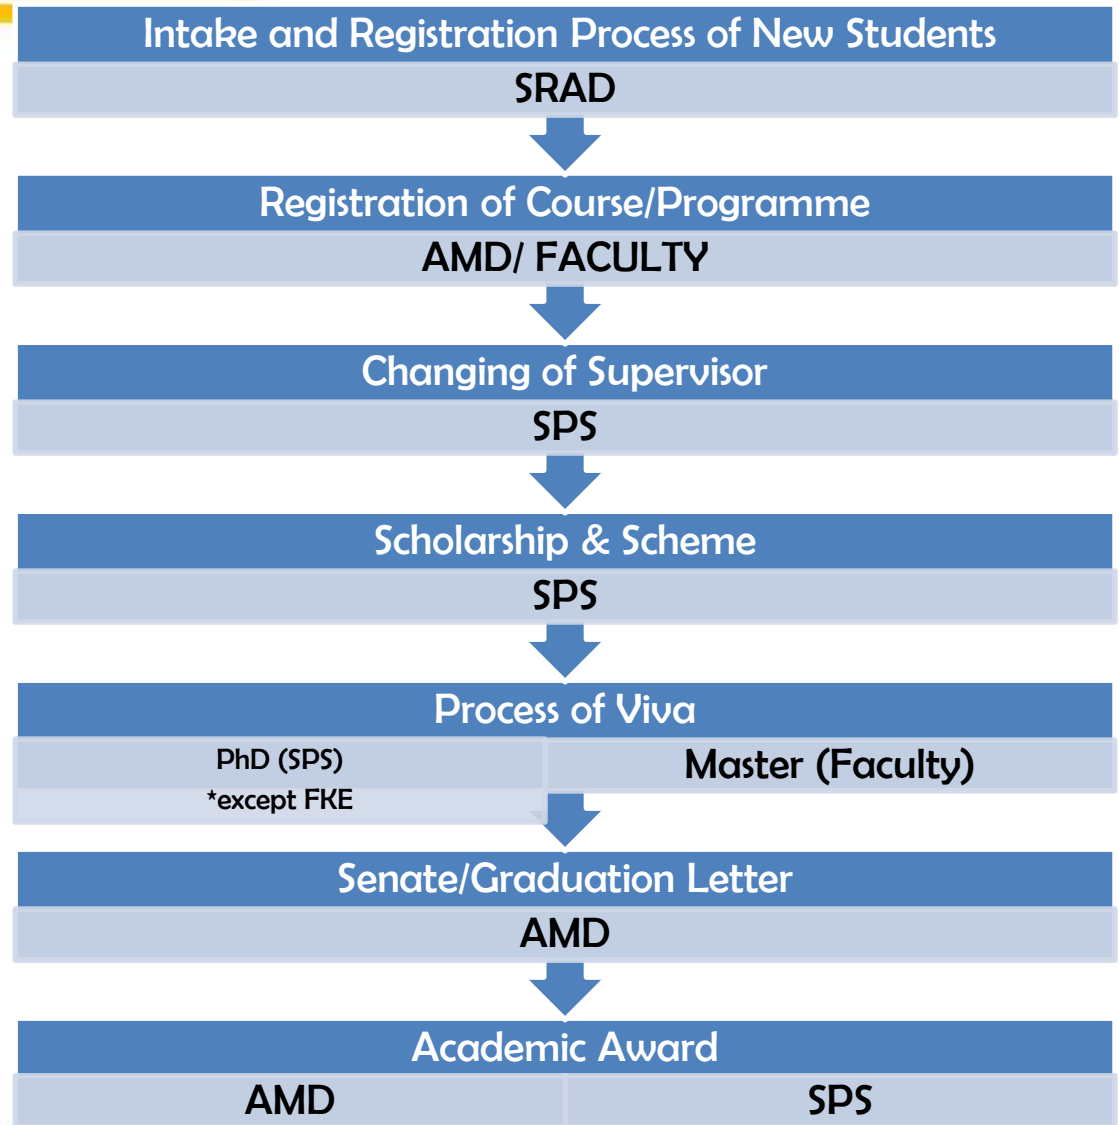 Intake and Registration Process of New Students
SRAD
Registration of Course/Programme
AMD/ FACULTY
Changing of Supervisor
SPS
Scholarship & Scheme
SPS
Process of Viva
PhD (SPS)
*except FKE
Master (Faculty)
Senate/Graduation Letter
AMD
Academic Award
AMD
SPS